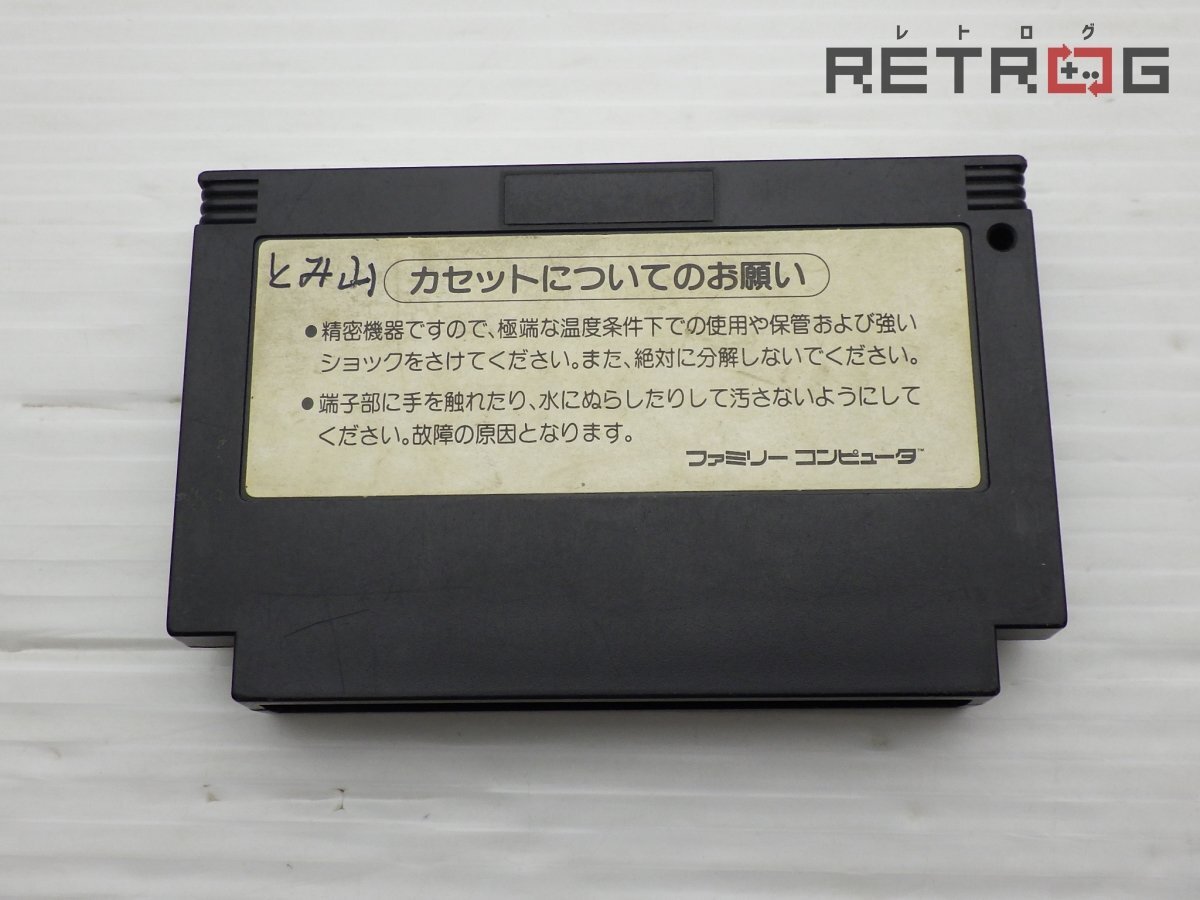 レトログ
RETROG
とみ山
カセットについてのお願い
●精密機器ですので、極端な温度条件下での使用や保管および強い
ショックをさけてください。また、絶対に分解しないでください。
●端子部に手を触れたり、水にぬらしたりして汚さないようにして
ください。故障の原因となります。
ファミリー コンピュータ™